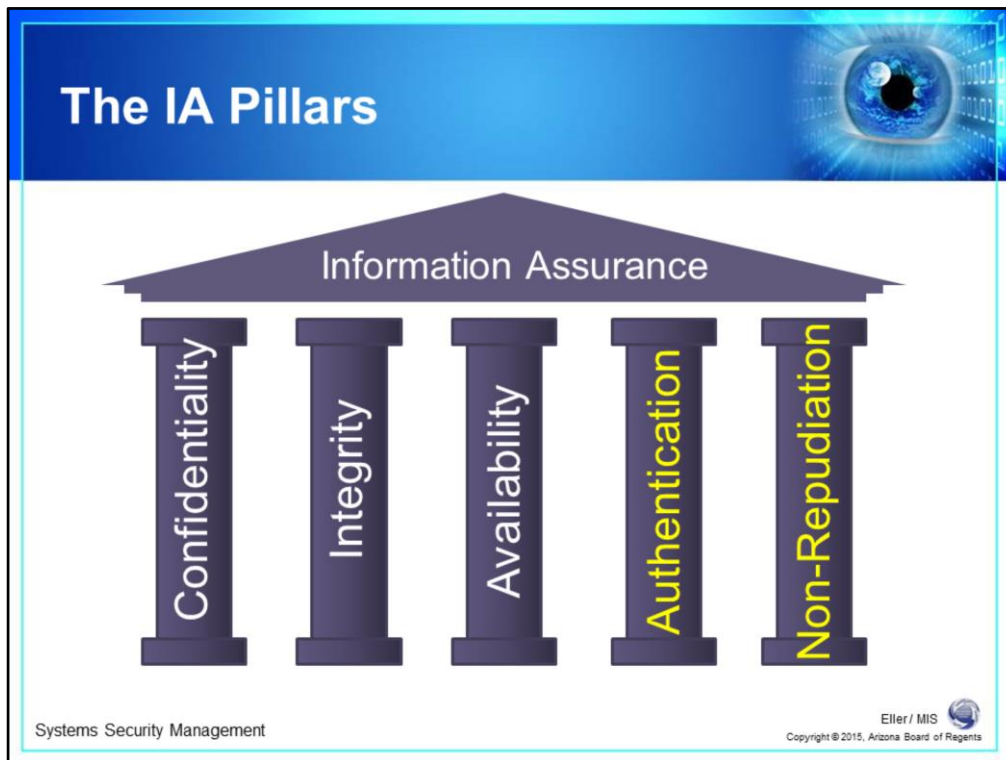 The IA Pillars
Information Assurance
Confidentiality
Integrity
Availability
Authentication
Non-Repudiation
Systems Security Management
Eller / MIS
Copyright © 2015, Arizona Board of Regents